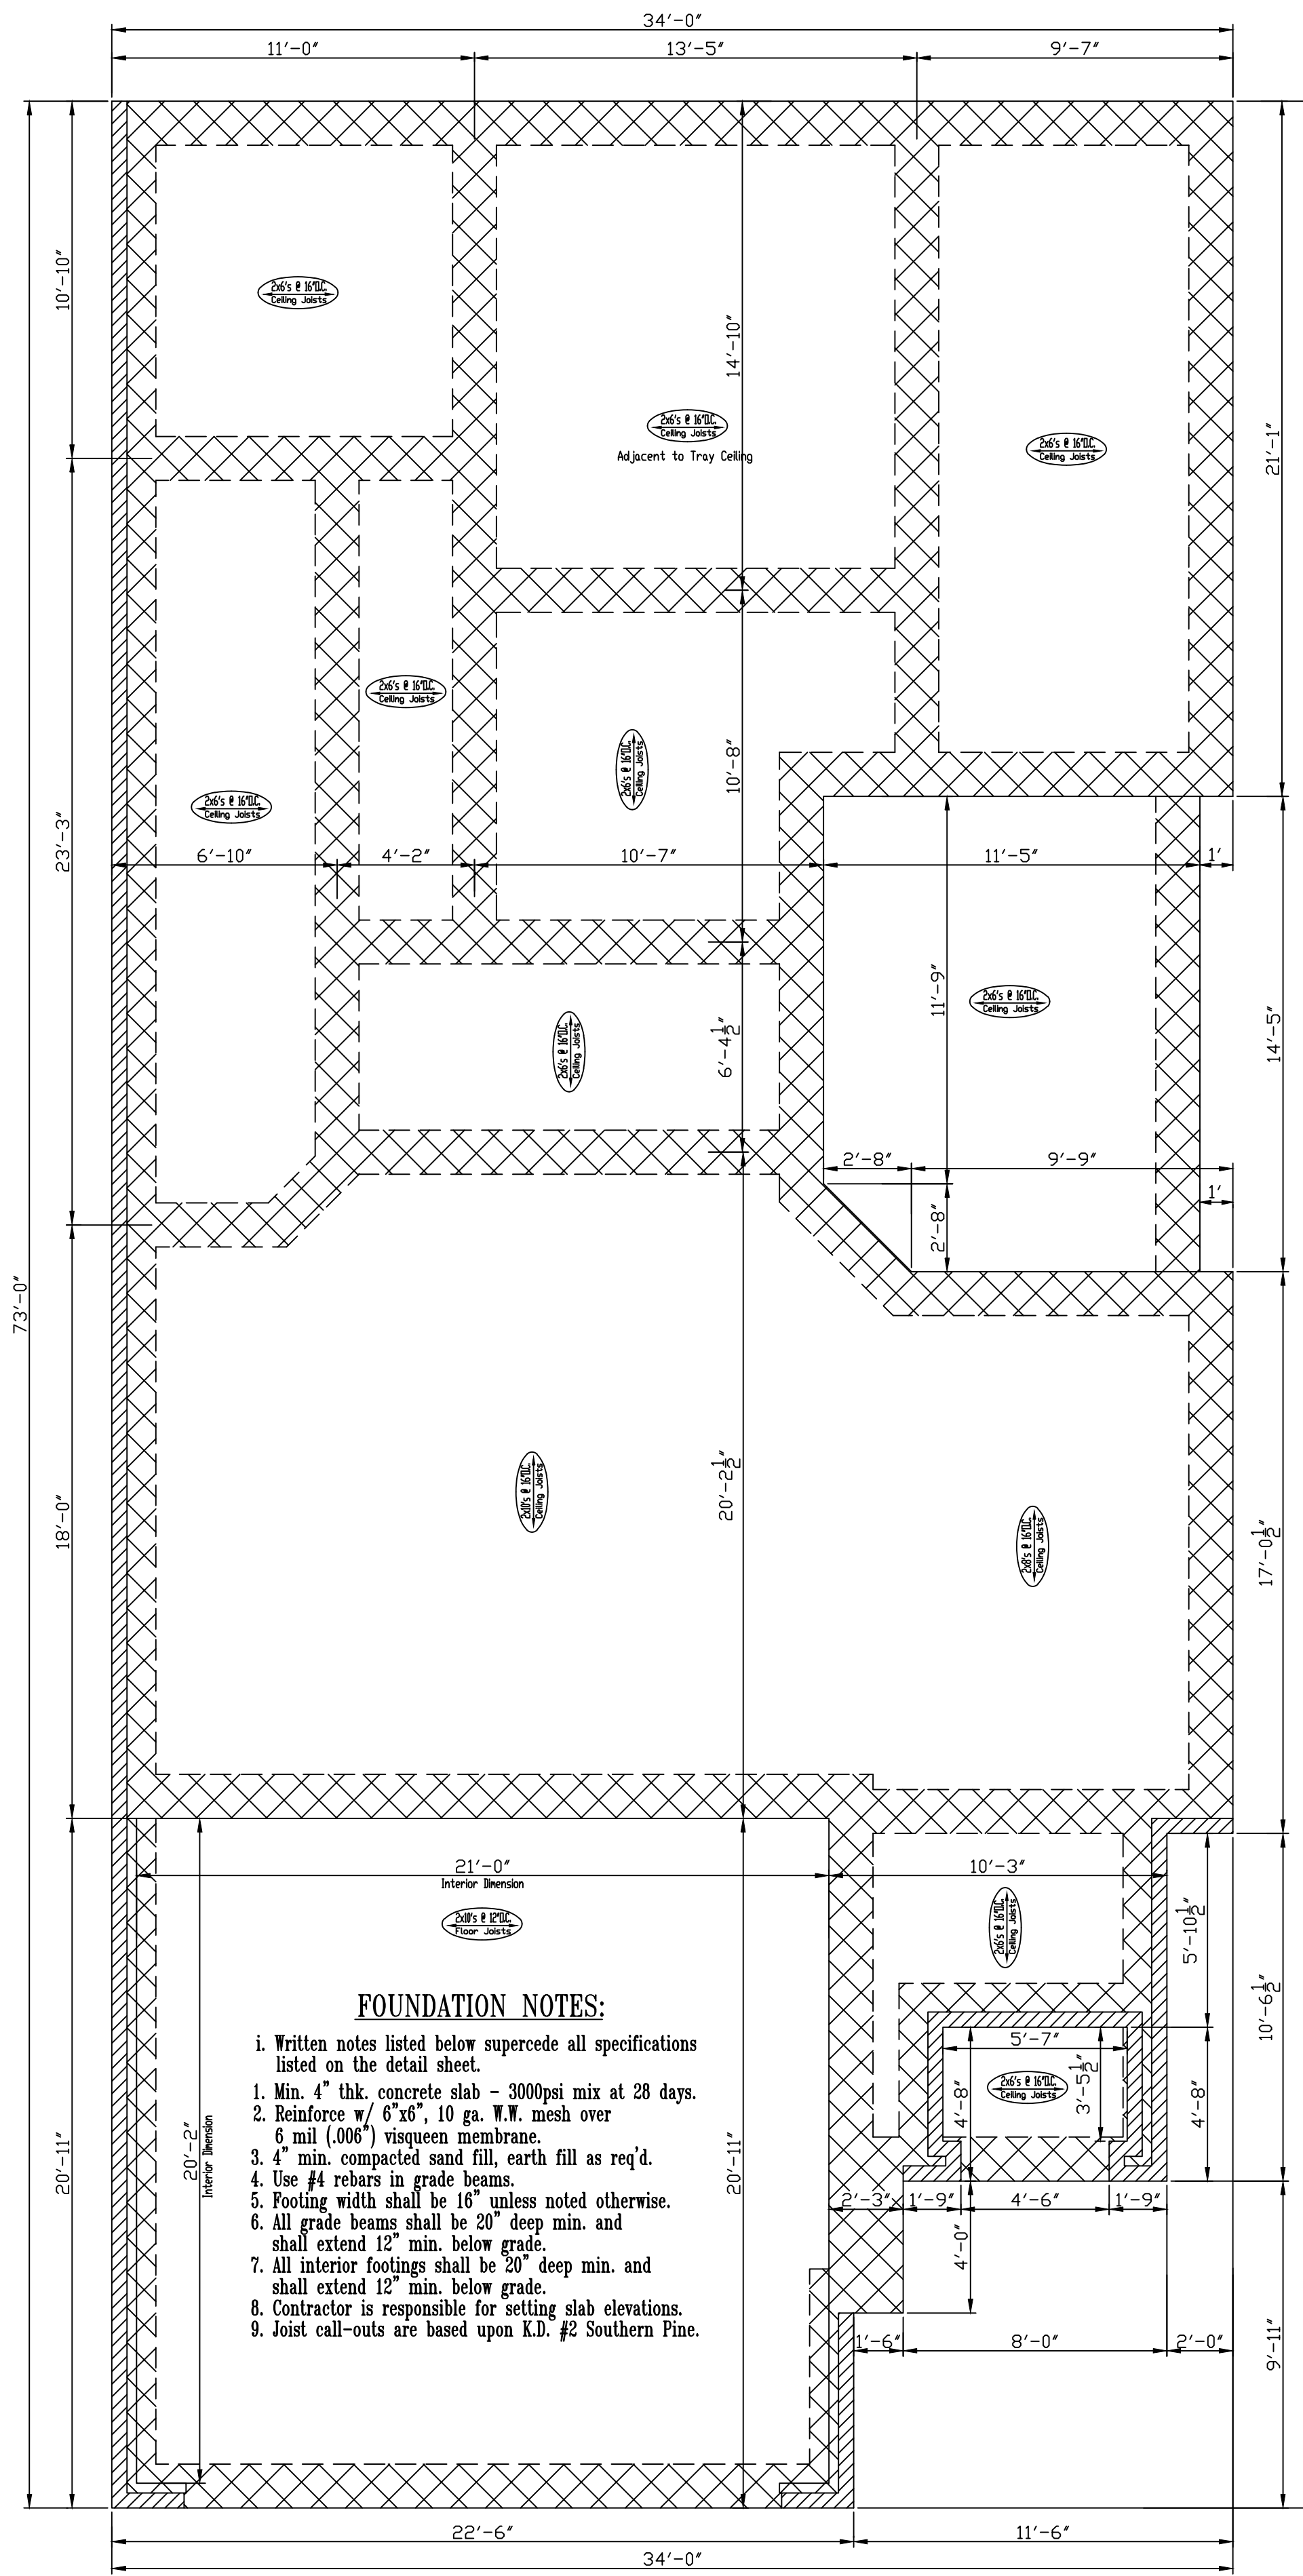 34'-0"
11'-0"
13'-5"
9'-7"
10'-10"
2x6's @ 16"O.C.
Ceiling Joists
14'-10"
2x6's @ 16"O.C.
Ceiling Joists
Adjacent to Tray Ceiling
2x6's @ 16"O.C.
Ceiling Joists
21'-1"
2x6's @ 16"O.C.
Ceiling Joists
2x6's @ 16"O.C.
Ceiling Joists
10'-8"
2x6's @ 16"O.C.
Ceiling Joists
23'-3"
6'-10"
4'-2"
10'-7"
11'-5"
1'
11'-9"
2x6's @ 16"O.C.
Ceiling Joists
14'-5"
2x6's @ 16"O.C.
Ceiling Joists
6'-4 1/2"
2'-8"
9'-9"
1'
2'-8"
73'-0"
18'-0"
2x10's @ 16"O.C.
Ceiling Joists
20'-2 1/2"
2x8's @ 16"O.C.
Ceiling Joists
17'-0 1/2"
21'-0"
Interior Dimension
10'-3"
2x10's @ 12"O.C.
Floor Joists
2x6's @ 16"O.C.
Ceiling Joists
5'-10 1/2"
10'-6 1/2"
FOUNDATION NOTES:
i. Written notes listed below supercede all specifications
listed on the detail sheet.
1. Min. 4" thk. concrete slab - 3000psi mix at 28 days.
2. Reinforce w/ 6"x6", 10 ga. W.W. mesh over
6 mil (.006") visqueen membrane.
3. 4" min. compacted sand fill, earth fill as req'd.
4. Use #4 rebars in grade beams.
5. Footing width shall be 16" unless noted otherwise.
6. All grade beams shall be 20" deep min. and
shall extend 12" min. below grade.
7. All interior footings shall be 20" deep min. and
shall extend 12" min. below grade.
8. Contractor is responsible for setting slab elevations.
9. Joist call-outs are based upon K.D. #2 Southern Pine.
5'-7"
2x6's @ 16"O.C.
Ceiling Joists
4'-8"
3'-5 1/2"
4'-8"
20'-11"
20'-2"
Interior Dimension
20'-11"
2'-3"
1'-9"
4'-6"
1'-9"
4'-0"
1'-6"
8'-0"
2'-0"
9'-11"
22'-6"
11'-6"
34'-0"